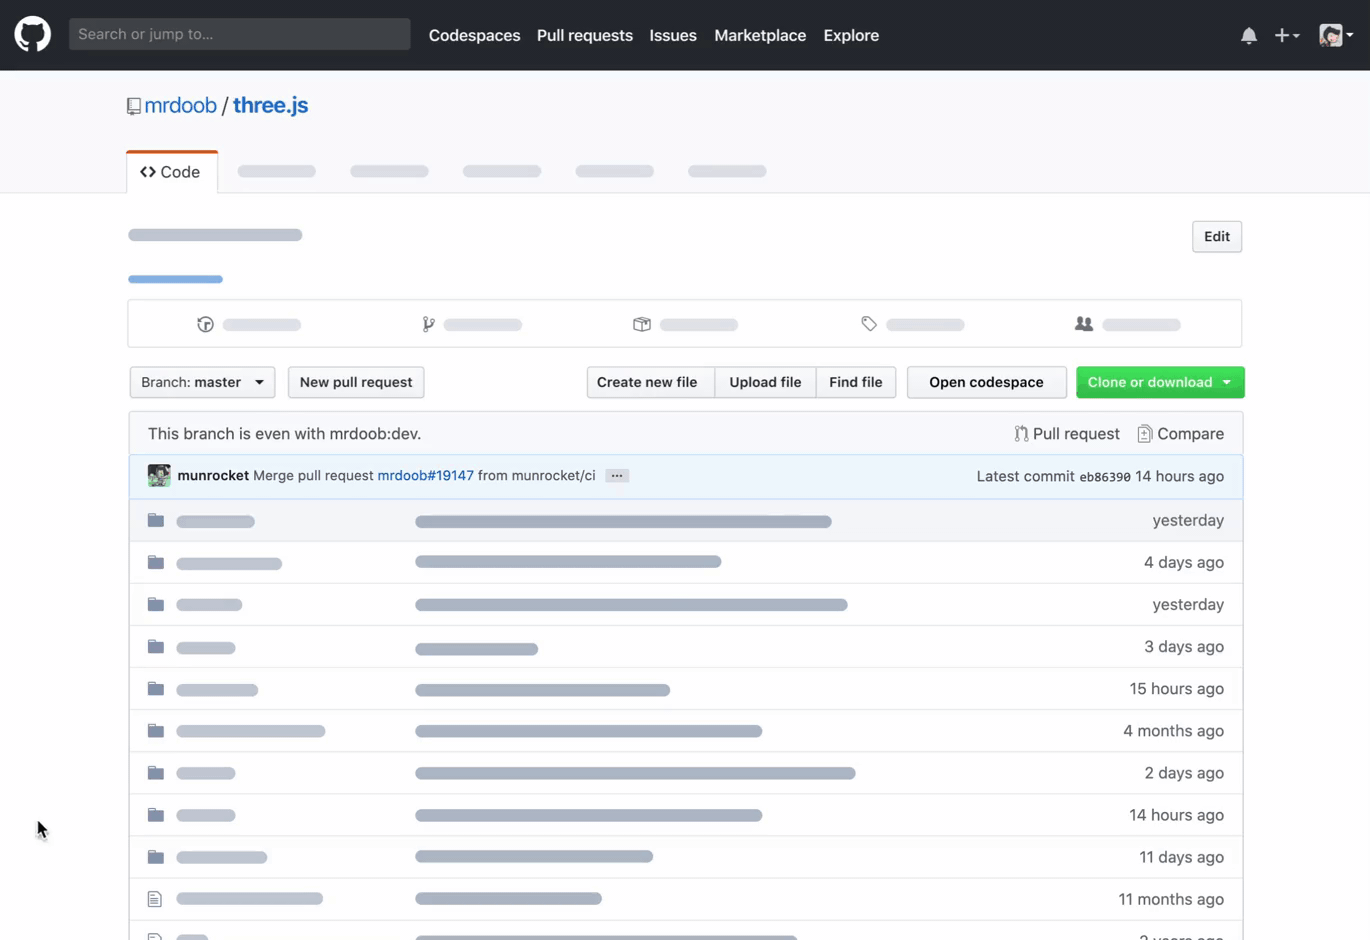 Search or jump to... Codespaces Pull requests Issues Marketplace Explore
mrdoob / three.js
Code
Edit
Branch: master New pull request Create new file Upload file Find file Open codespace Clone or download
This branch is even with mrdoob:dev. Pull request Compare
munrocket Merge pull request mrdoob#19147 from munrocket/ci ... Latest commit eb86390 14 hours ago
yesterday
4 days ago
yesterday
3 days ago
15 hours ago
4 months ago
2 days ago
14 hours ago
11 days ago
11 months ago
2 years ago